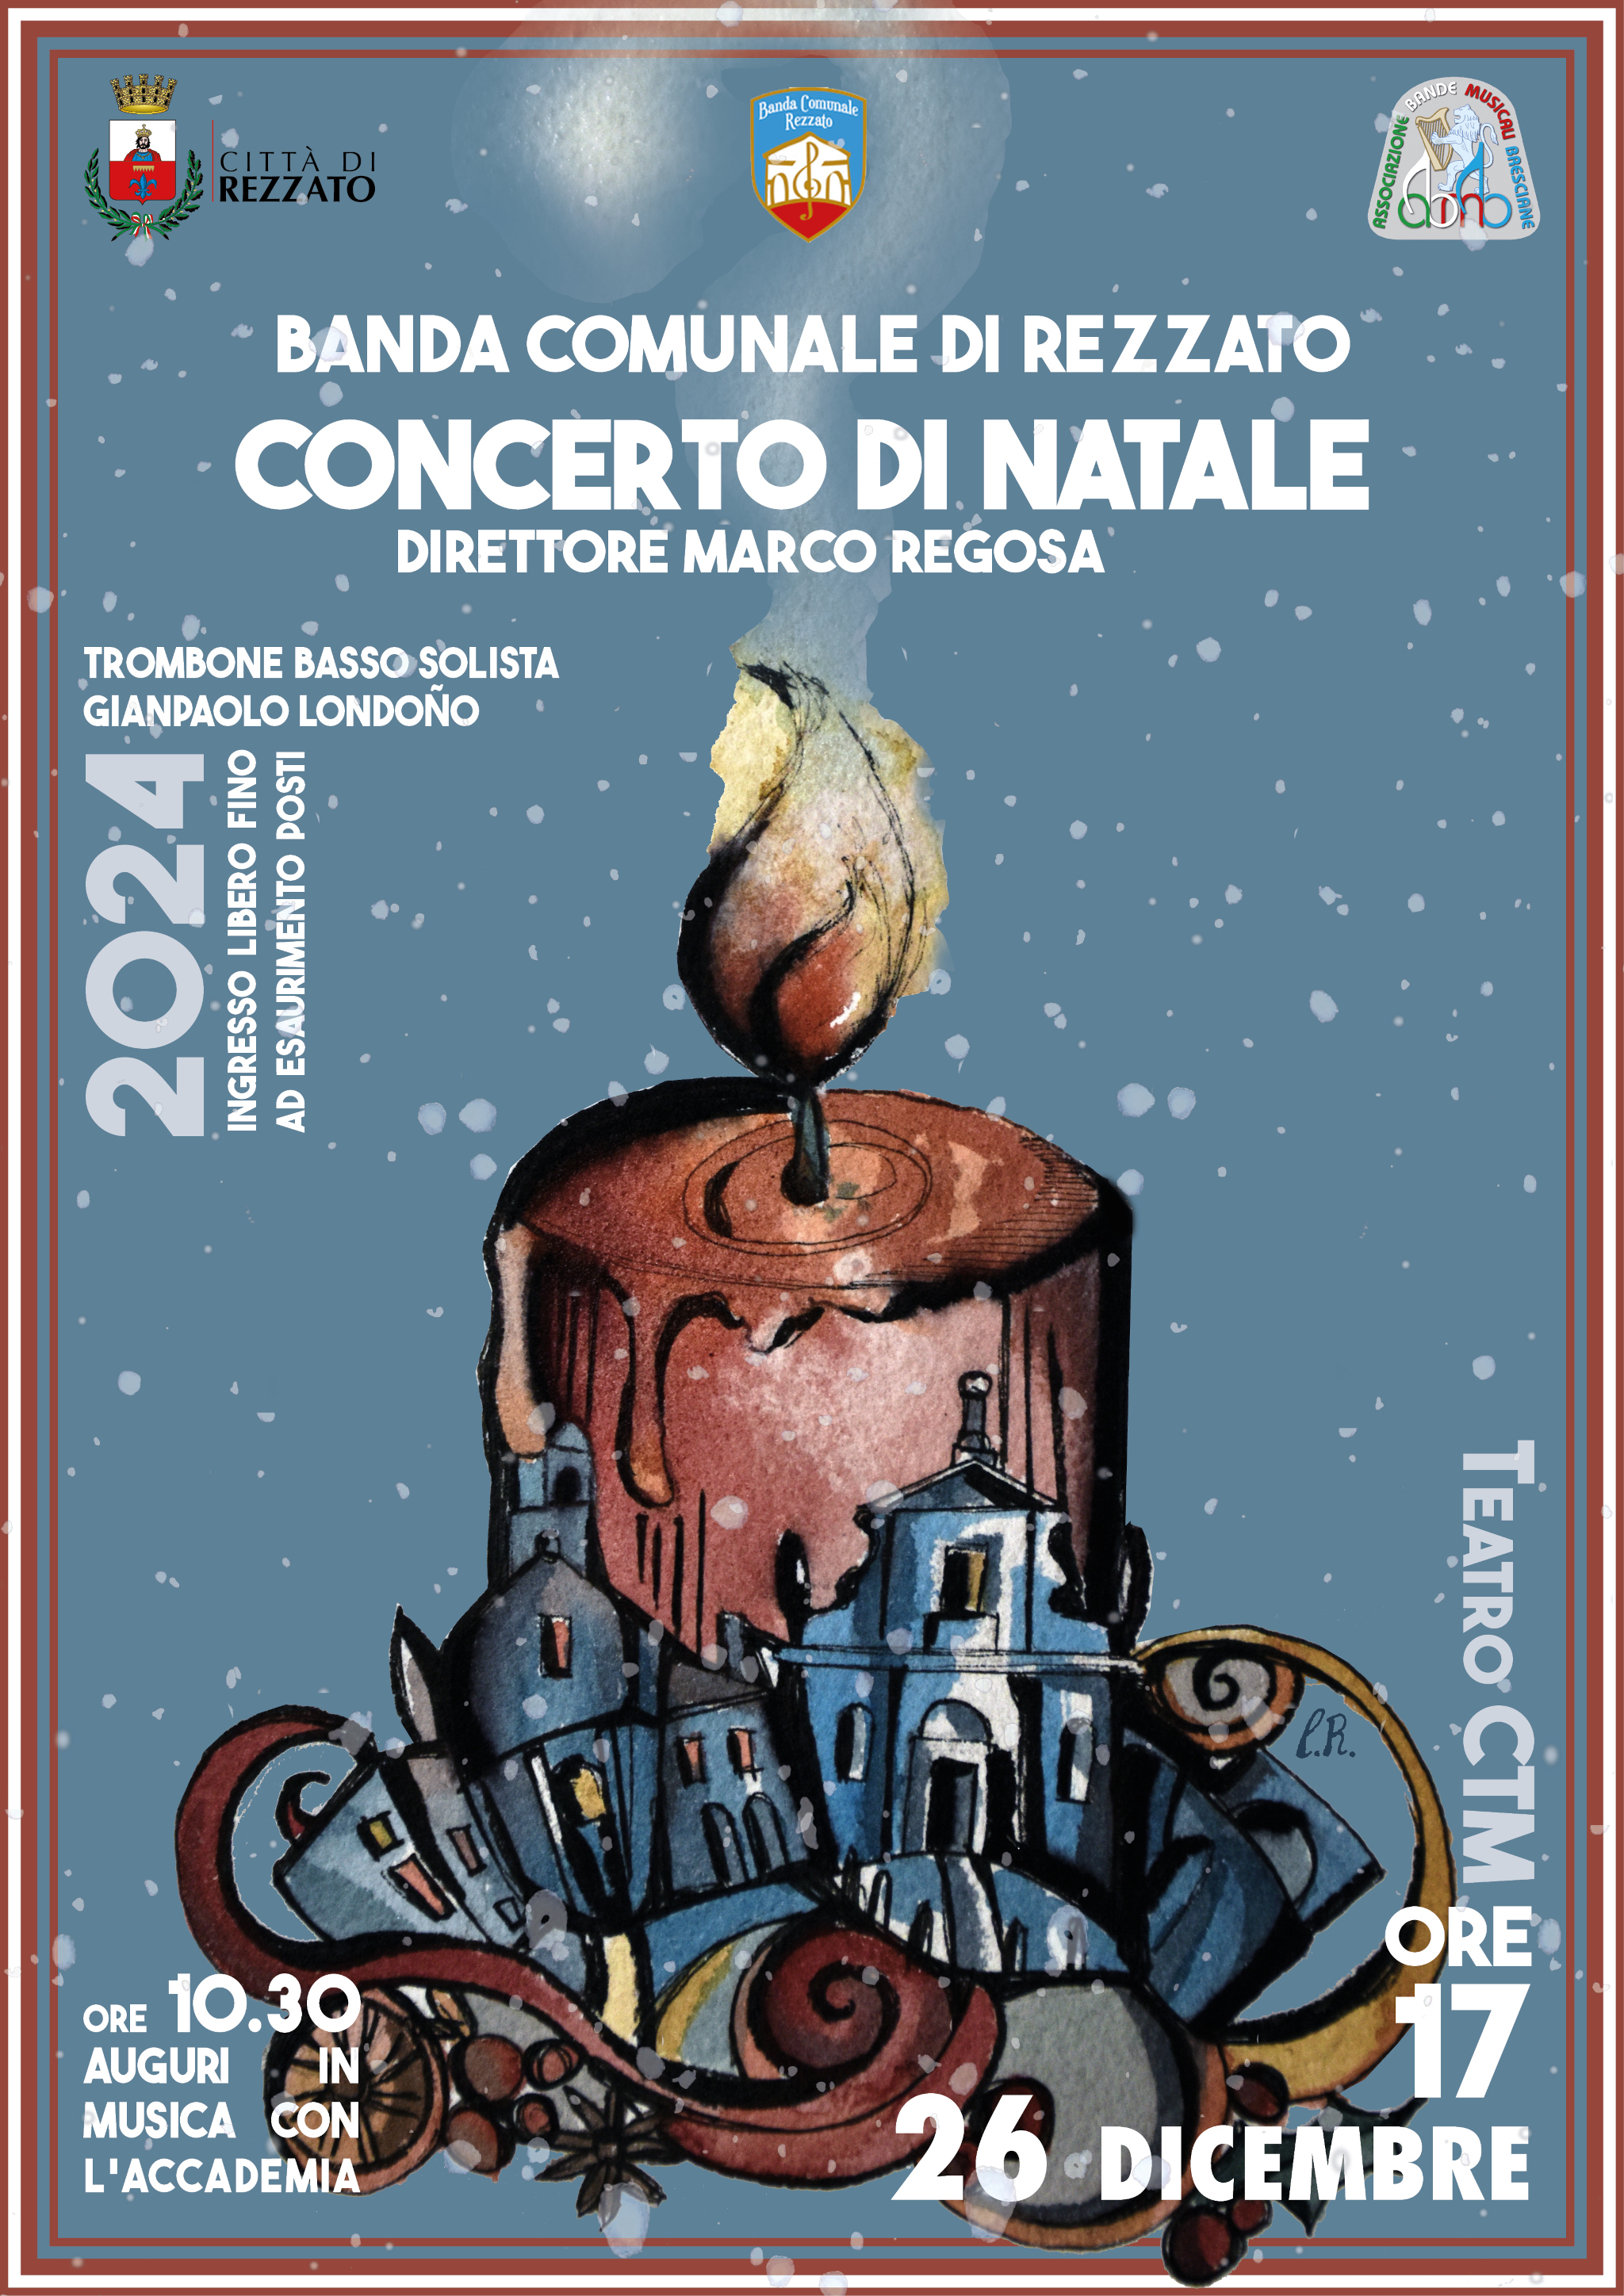 CITTÀ DI
REZZATO
Banda Comunale
Rezzato
ASSOCIAZIONE BANDE MUSICALI BRESCIANE
abmb
BANDA COMUNALE DI REZZATO
CONCERTO DI NATALE
DIRETTORE MARCO REGOSA
TROMBONE BASSO SOLISTA
GIANPAOLO LONDOÑO
2024
INGRESSO LIBERO FINO
AD ESAURIMENTO POSTI
l.R.
TEATRO CTM
ORE
17
26 DICEMBRE
ORE 10.30
AUGURI IN
MUSICA CON
L'ACCADEMIA